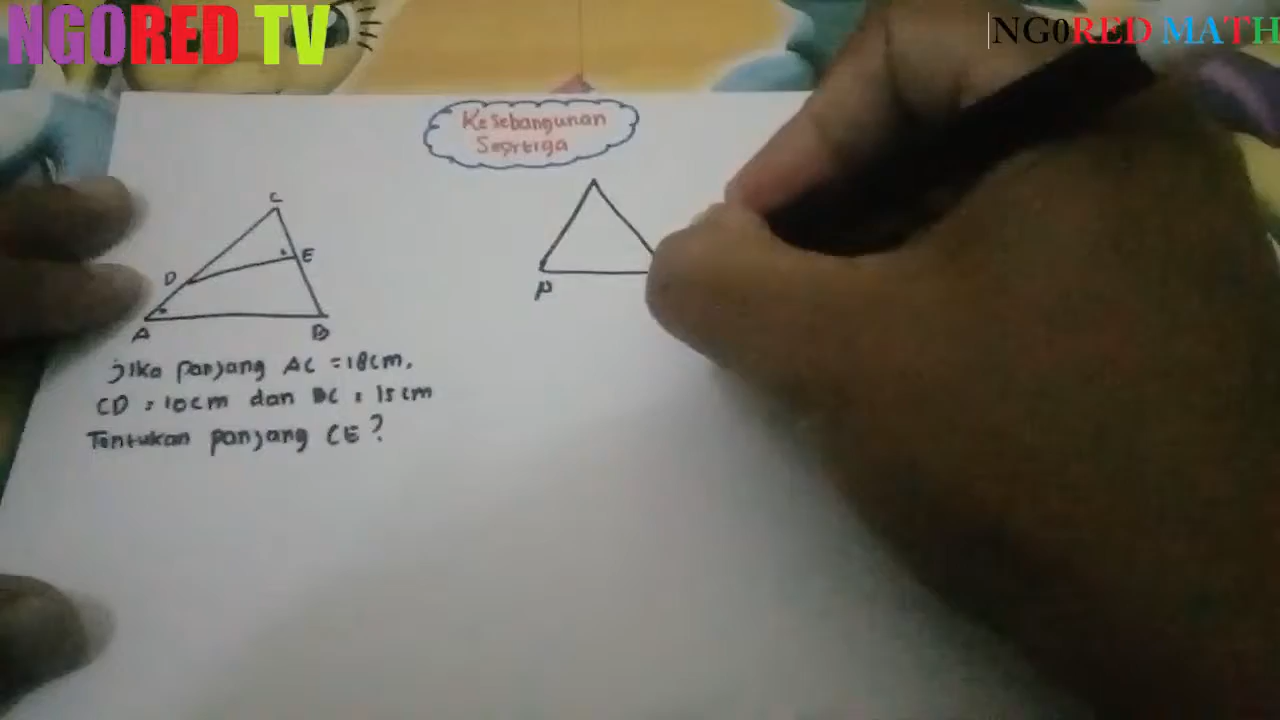 NGORED TV
NG0RED MATH
Kesebangunan
Segitiga
C
D
E
A
B
P
jika panjang AC = 18cm,
CD = 10cm dan BC = 15cm
Tentukan panjang CE?